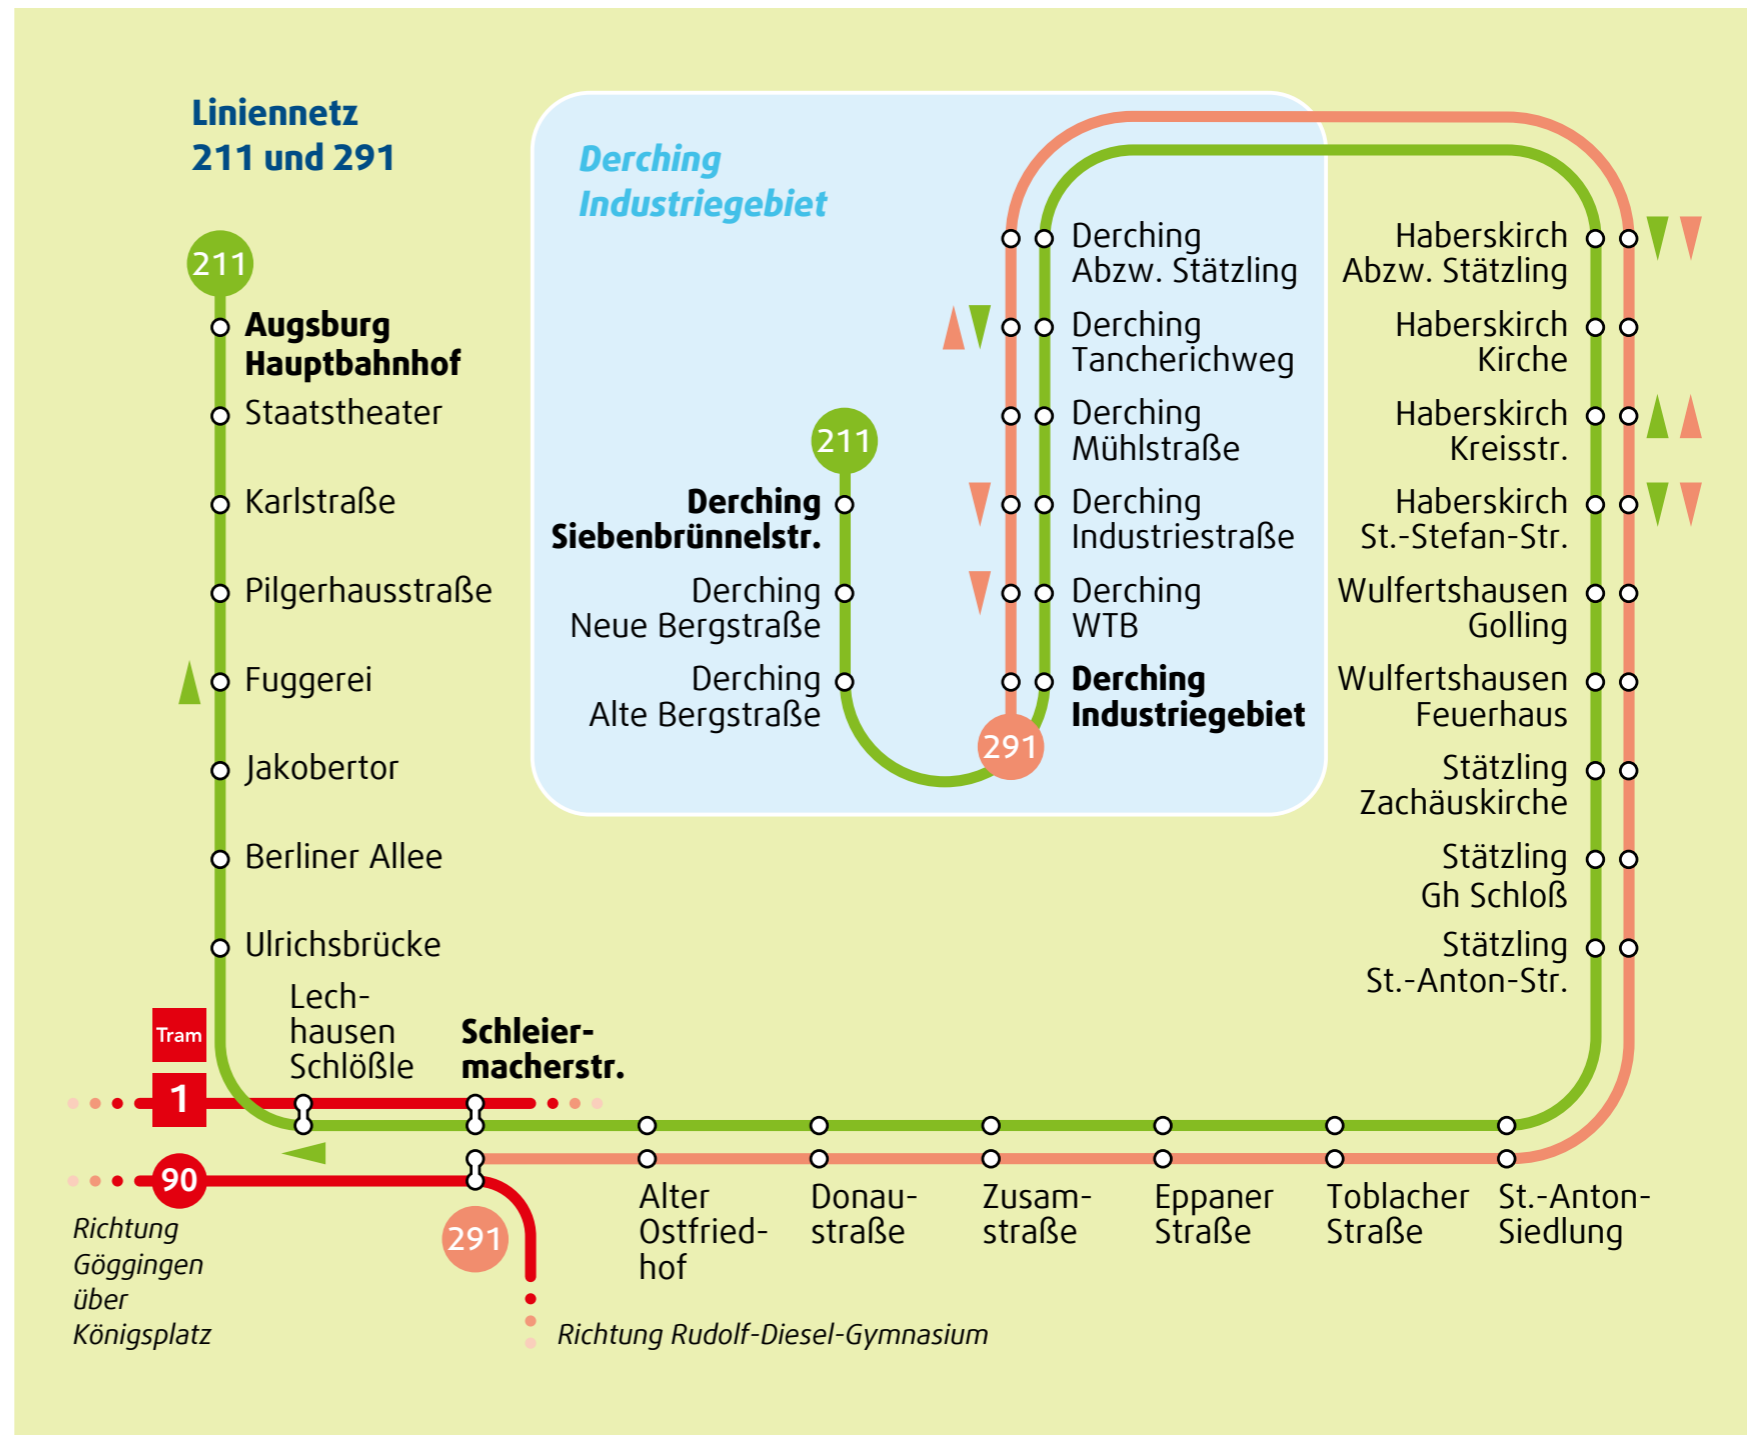 Liniennetz
211 und 291
211
Augsburg
Hauptbahnhof
Staatstheater
Karlstraße
Pilgerhausstraße
Fuggerei
Jakobertor
Berliner Allee
Ulrichsbrücke
Lech-
hausen
Schlößle
Schleier-
macherstr.
Tram
1
90
Richtung
Göggingen
über
Königsplatz
291
Richtung Rudolf-Diesel-Gymnasium
Alter
Ostfried-
hof
Donau-
straße
Zusam-
straße
Eppaner
Straße
Toblacher
Straße
St.-Anton-
Siedlung
Derching
Industriegebiet
211
Derching
Siebenbrünnelstr.
Derching
Neue Bergstraße
Derching
Alte Bergstraße
Derching
Abzw. Stätzling
Derching
Tancherichweg
Derching
Mühlstraße
Derching
Industriestraße
Derching
WTB
Derching
Industriegebiet
291
Haberskirch
Abzw. Stätzling
Haberskirch
Kirche
Haberskirch
Kreisstr.
Haberskirch
St.-Stefan-Str.
Wulfertshausen
Golling
Wulfertshausen
Feuerhaus
Stätzling
Zachäuskirche
Stätzling
Gh Schloß
Stätzling
St.-Anton-Str.